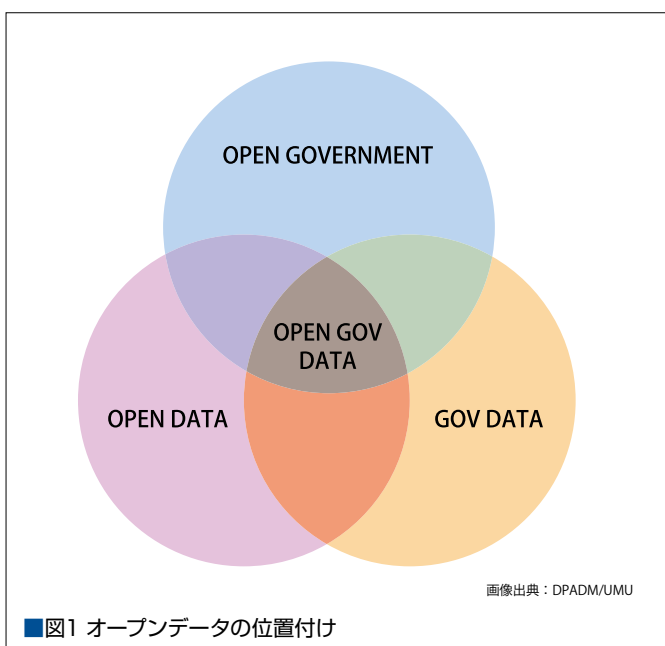 OPEN GOVERNMENT
OPEN GOV
DATA
OPEN DATA
GOV DATA
画像出典：DPADM/UMU
■図1 オープンデータの位置付け